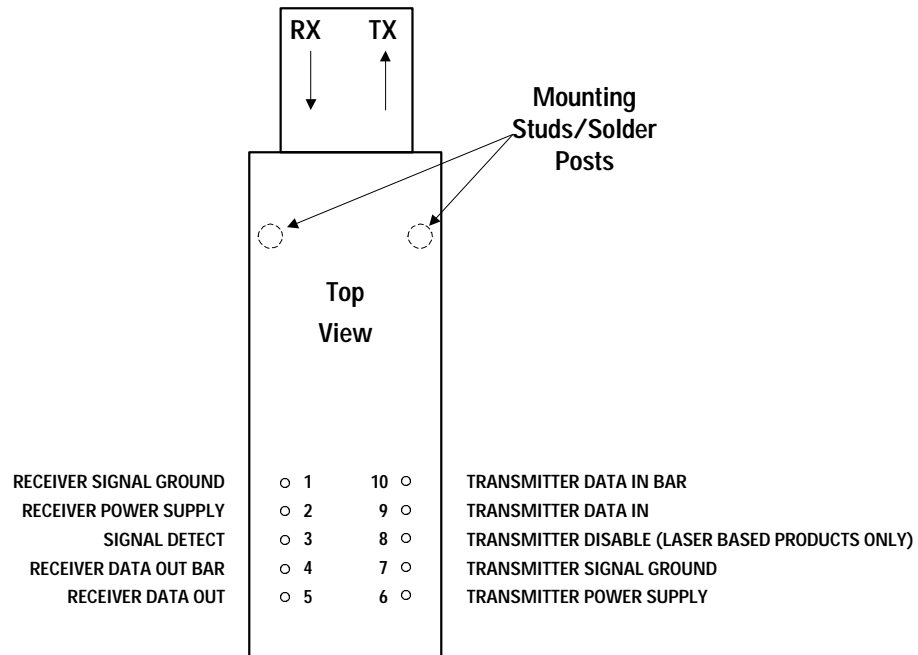 RX TX
Mounting
Studs/Solder
Posts
Top
View
RECEIVER SIGNAL GROUND 1 10 TRANSMITTER DATA IN BAR
RECEIVER POWER SUPPLY 2 9 TRANSMITTER DATA IN
SIGNAL DETECT 3 8 TRANSMITTER DISABLE (LASER BASED PRODUCTS ONLY)
RECEIVER DATA OUT BAR 4 7 TRANSMITTER SIGNAL GROUND
RECEIVER DATA OUT 5 6 TRANSMITTER POWER SUPPLY